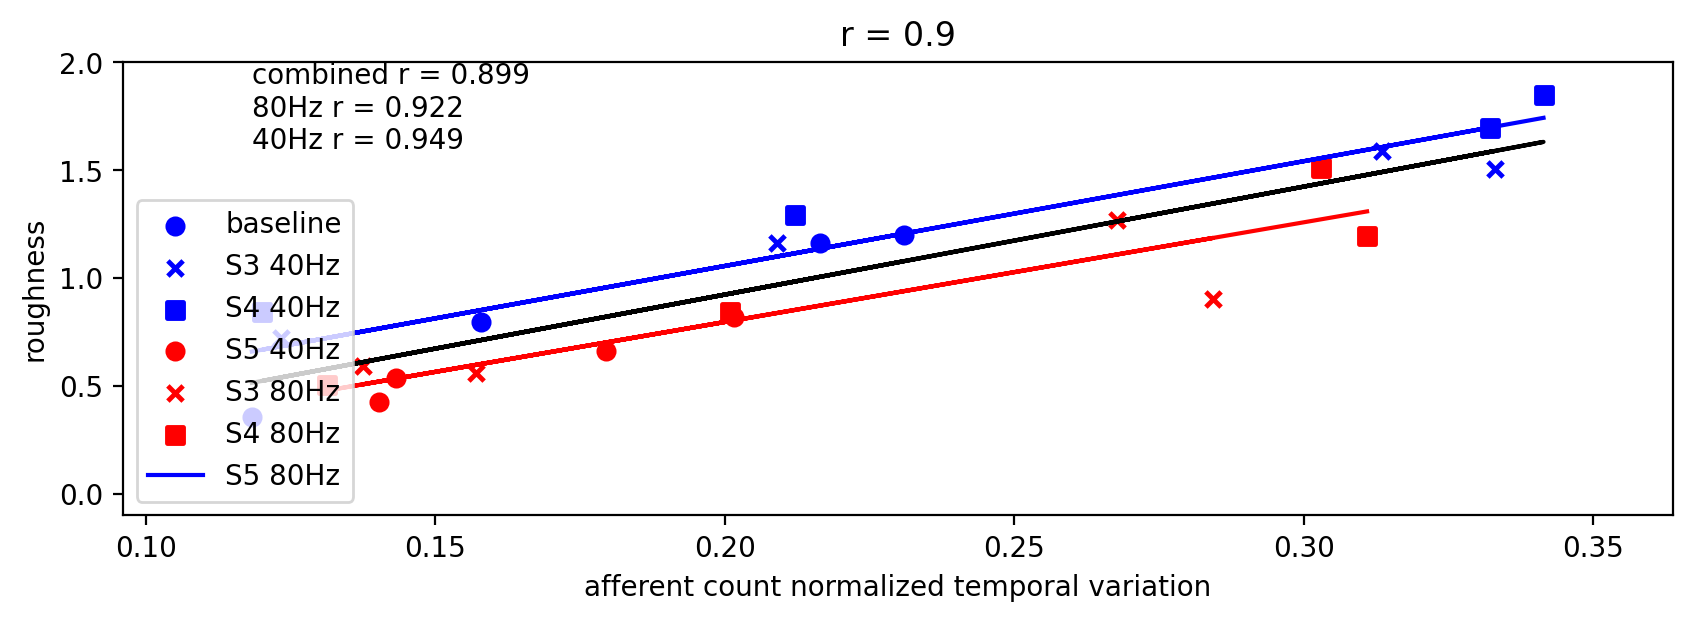 r = 0.9
combined r = 0.899
80Hz r = 0.922
40Hz r = 0.949
baseline
S3 40Hz
S4 40Hz
S5 40Hz
S3 80Hz
S4 80Hz
S5 80Hz
roughness
2.0
1.5
1.0
0.5
0.0
0.10 0.15 0.20 0.25 0.30 0.35
afferent count normalized temporal variation